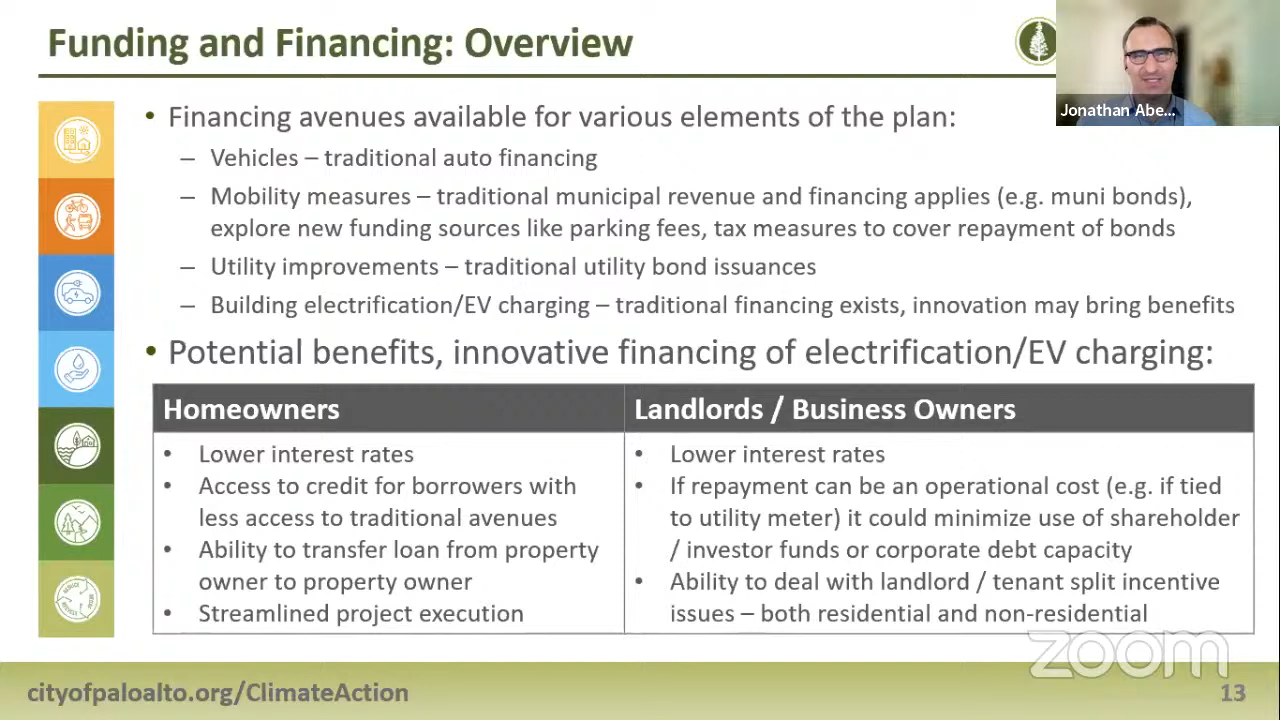 Funding and Financing: Overview
Jonathan Abe...
• Financing avenues available for various elements of the plan:
– Vehicles – traditional auto financing
– Mobility measures – traditional municipal revenue and financing applies (e.g. muni bonds),
explore new funding sources like parking fees, tax measures to cover repayment of bonds
– Utility improvements – traditional utility bond issuances
– Building electrification/EV charging – traditional financing exists, innovation may bring benefits
• Potential benefits, innovative financing of electrification/EV charging:
Homeowners
• Lower interest rates
• Access to credit for borrowers with
less access to traditional avenues
• Ability to transfer loan from property
owner to property owner
• Streamlined project execution
Landlords / Business Owners
• Lower interest rates
• If repayment can be an operational cost (e.g. if tied
to utility meter) it could minimize use of shareholder
/ investor funds or corporate debt capacity
• Ability to deal with landlord / tenant split incentive
issues – both residential and non-residential
zoom
cityofpaloalto.org/ClimateAction
13